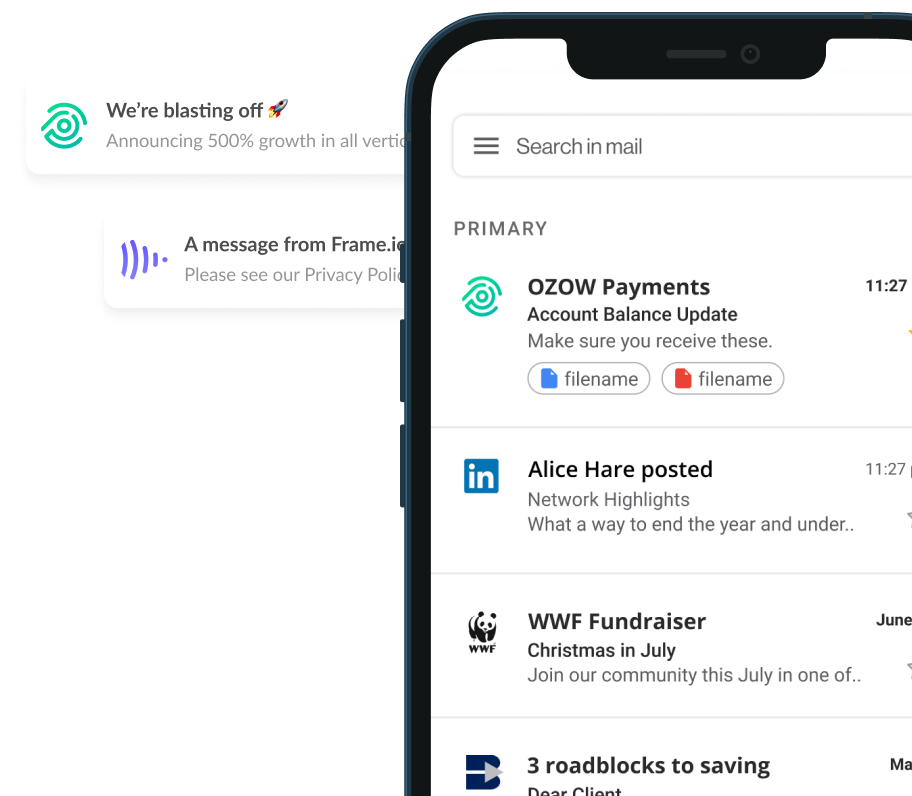 We’re blasting off 🚀
Announcing 500% growth in all vertic
A message from Frame.io
Please see our Privacy Polic
Search in mail
PRIMARY
OZOW Payments 11:27
Account Balance Update
Make sure you receive these.
filename filename
in Alice Hare posted 11:27
Network Highlights
What a way to end the year and under..
WWF WWF Fundraiser June
Christmas in July
Join our community this July in one of..
3 roadblocks to saving Ma
Dear Client